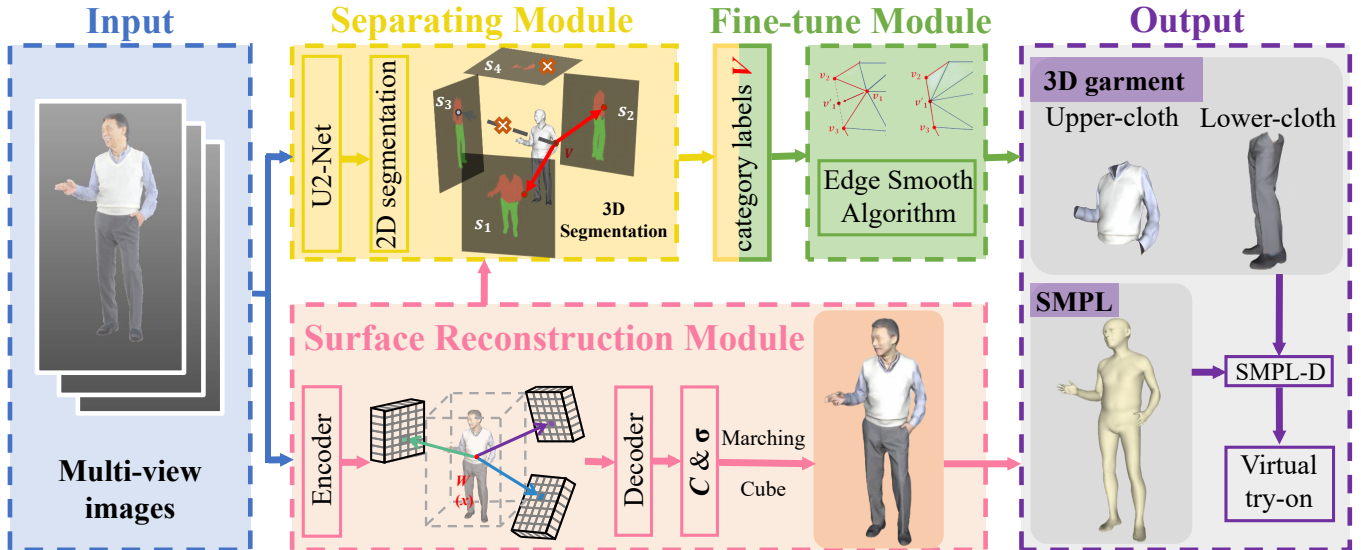 Input
Multi-view
images
Separating Module
U2-Net
2D segmentation
S4
S3
S2
V
S1
3D
Segmentation
category labels V
Fine-tune Module
v2
v1
v'1
v3
v2
v'1
v3
Edge Smooth
Algorithm
Surface Reconstruction Module
Encoder
W
(x)
Decoder
C & σ
Marching
Cube
Output
3D garment
Upper-cloth
Lower-cloth
SMPL
SMPL-D
Virtual
try-on